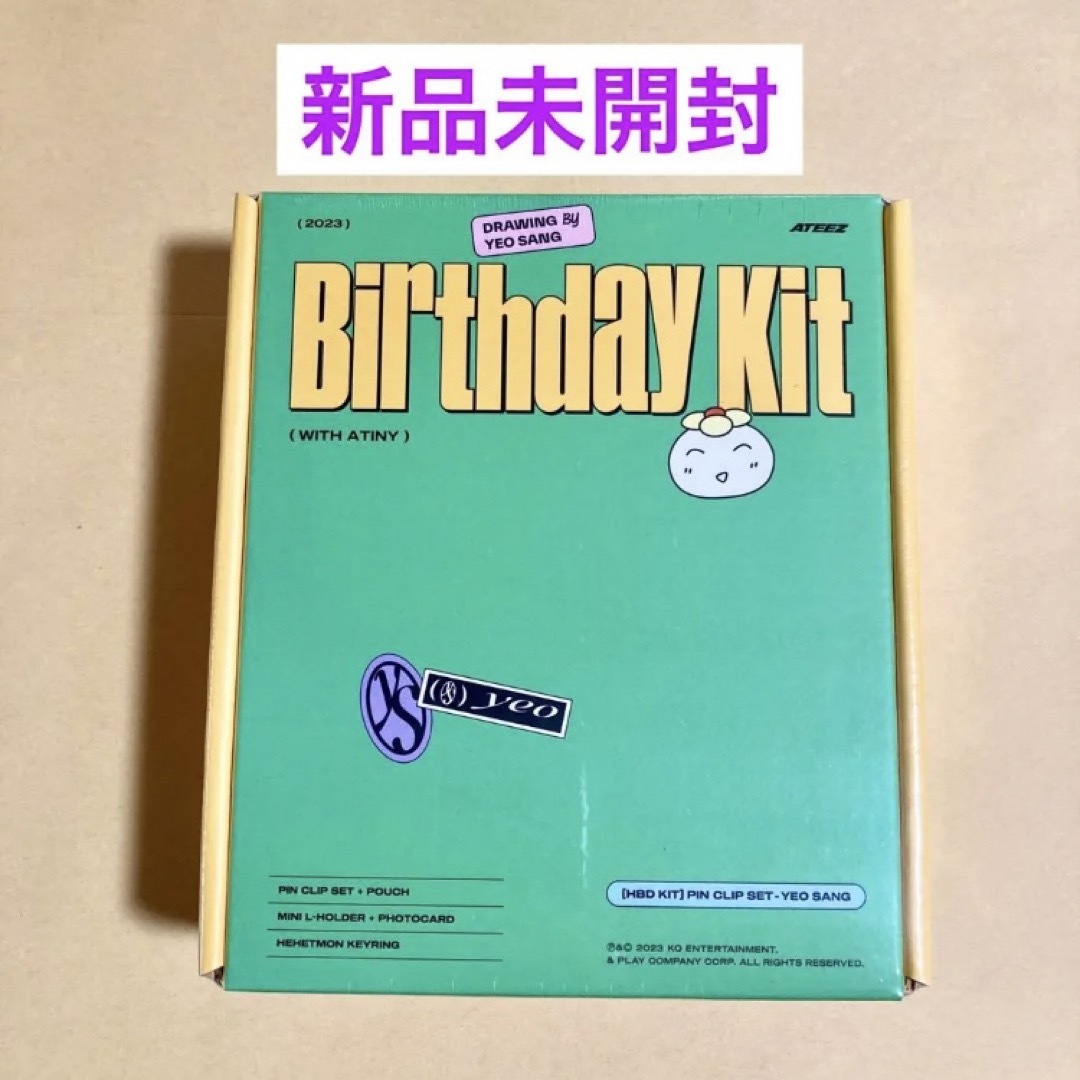 新品未開封
(2023)
DRAWING By
YEO SANG
ATEEZ
Birthday Kit
(WITH ATINY)
YS
(YS) yeo
PIN CLIP SET + POUCH
MINI L-HOLDER + PHOTOCARD
HEHETMON KEYRING
[HBD KIT] PIN CLIP SET - YEO SANG
℗&© 2023 KQ ENTERTAINMENT.
& PLAY COMPANY CORP. ALL RIGHTS RESERVED.